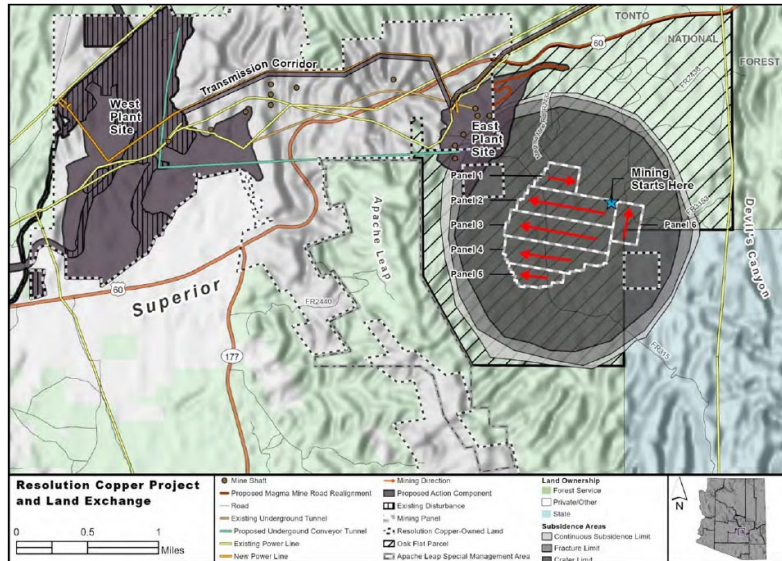 TONTO
NATIONAL
FOREST
60
Transmission Corridor
West
Plant
Site
East
Plant
Site
Panel 1
Panel 2
Panel 3
Panel 4
Panel 5
Mining
Starts Here
Panel 6
Apache Leap
Devil's Canyon
Superior
60
FR2440
FR315
177
Resolution Copper Project
and Land Exchange
0 0.5 1
Miles
Mine Shaft
Proposed Magma Mine Road Realignment
Road
Existing Underground Tunnel
Proposed Underground Conveyor Tunnel
Existing Power Line
New Power Line
Mining Direction
Proposed Action Component
Existing Disturbance
Mining Panel
Resolution Copper-Owned Land
Oak Flat Parcel
Apache Leap Special Management Area
Land Ownership
Forest Service
Private/Other
State
Subsidence Areas
Continuous Subsidence Limit
Fracture Limit
Crater Limit
N